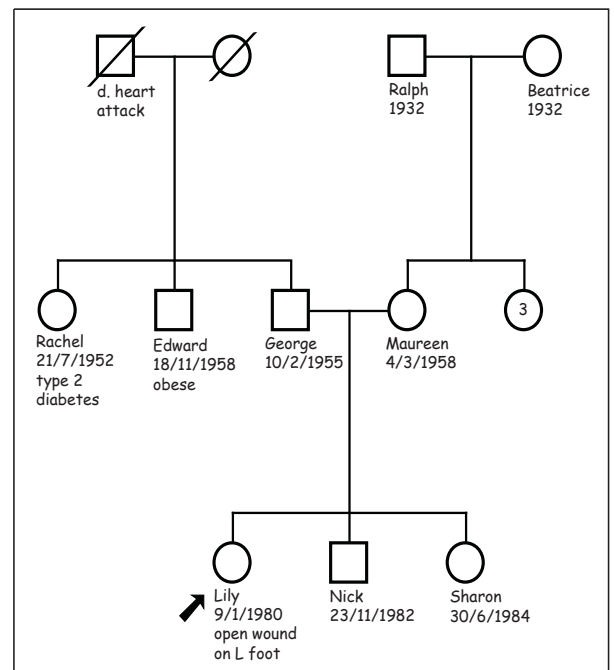 d. heart
attack
Ralph
1932
Beatrice
1932
Rachel
21/7/1952
type 2
diabetes
Edward
18/11/1958
obese
George
10/2/1955
Maureen
4/3/1958
3
Lily
9/1/1980
open wound
on L foot
Nick
23/11/1982
Sharon
30/6/1984